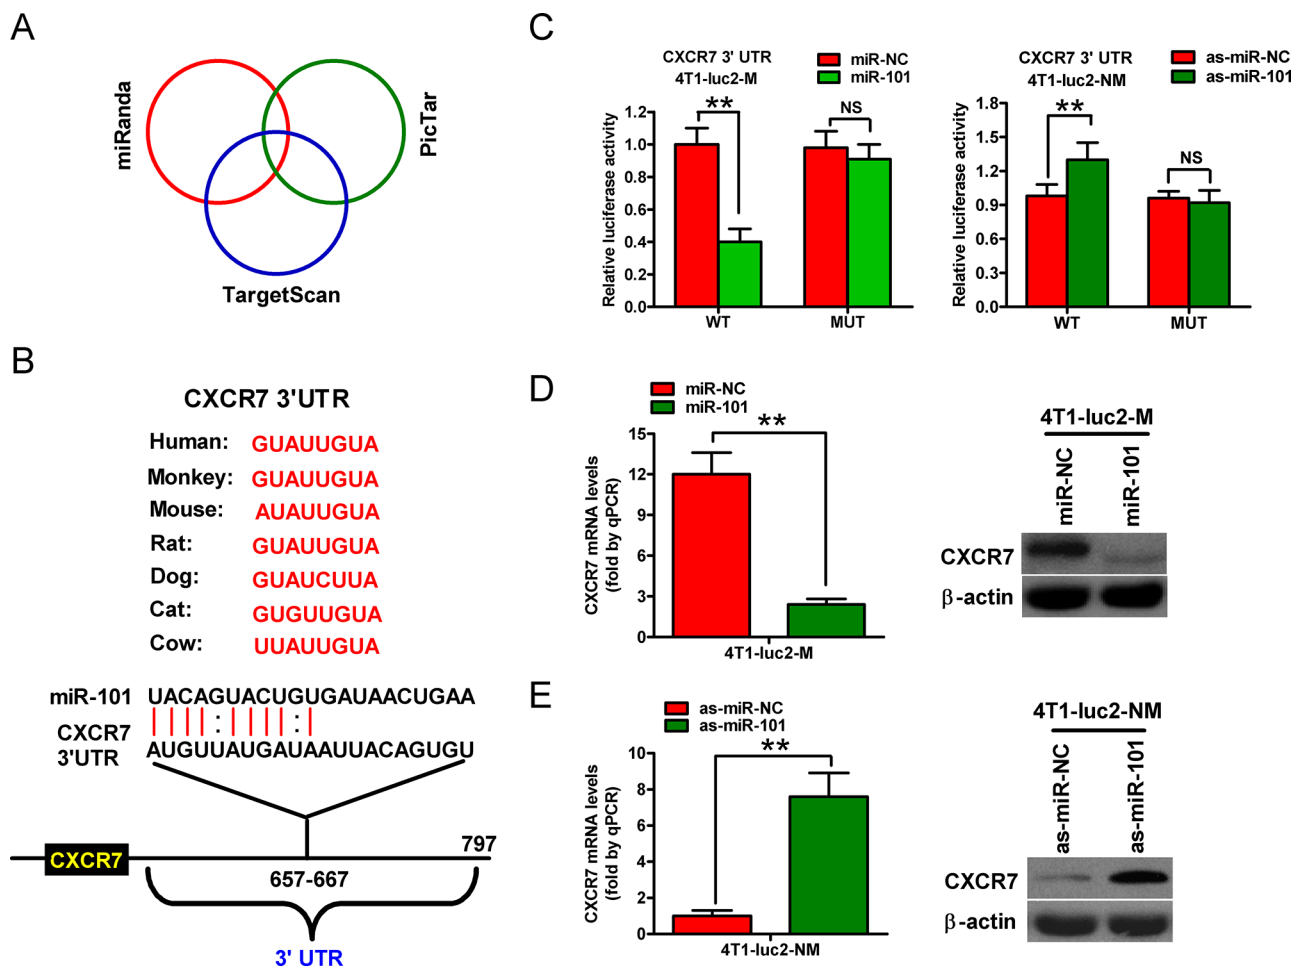 A
miRanda
PicTar
TargetScan
B
CXCR7 3'UTR
Human: GUAUUGUA
Monkey: GUAUUGUA
Mouse: AUAUUGUA
Rat: GUAUUGUA
Dog: GUAUCUUA
Cat: GUGUUGUA
Cow: UUAUUGUA
miR-101 UACAGUACUGUGAUAACUGAA
CXCR7
3'UTR AUGUUAUGAUAAUUACAGUGU
CXCR7
797
657-667
3' UTR
C
CXCR7 3' UTR
4T1-luc2-M
miR-NC
miR-101
Relative luciferase activity
1.2
1.0
0.8
0.6
0.4
0.2
0.0
**
NS
WT
MUT
CXCR7 3' UTR
4T1-luc2-NM
as-miR-NC
as-miR-101
Relative luciferase activity
1.8
1.5
1.2
0.9
0.6
0.3
0.0
**
NS
WT
MUT
D
miR-NC
miR-101
CXCR7 mRNA levels
(fold by qPCR)
15
12
9
6
3
0
**
4T1-luc2-M
4T1-luc2-M
miR-NC
miR-101
CXCR7
β-actin
E
as-miR-NC
as-miR-101
CXCR7 mRNA levels
(fold by qPCR)
10
8
6
4
2
0
**
4T1-luc2-NM
4T1-luc2-NM
as-miR-NC
as-miR-101
CXCR7
β-actin